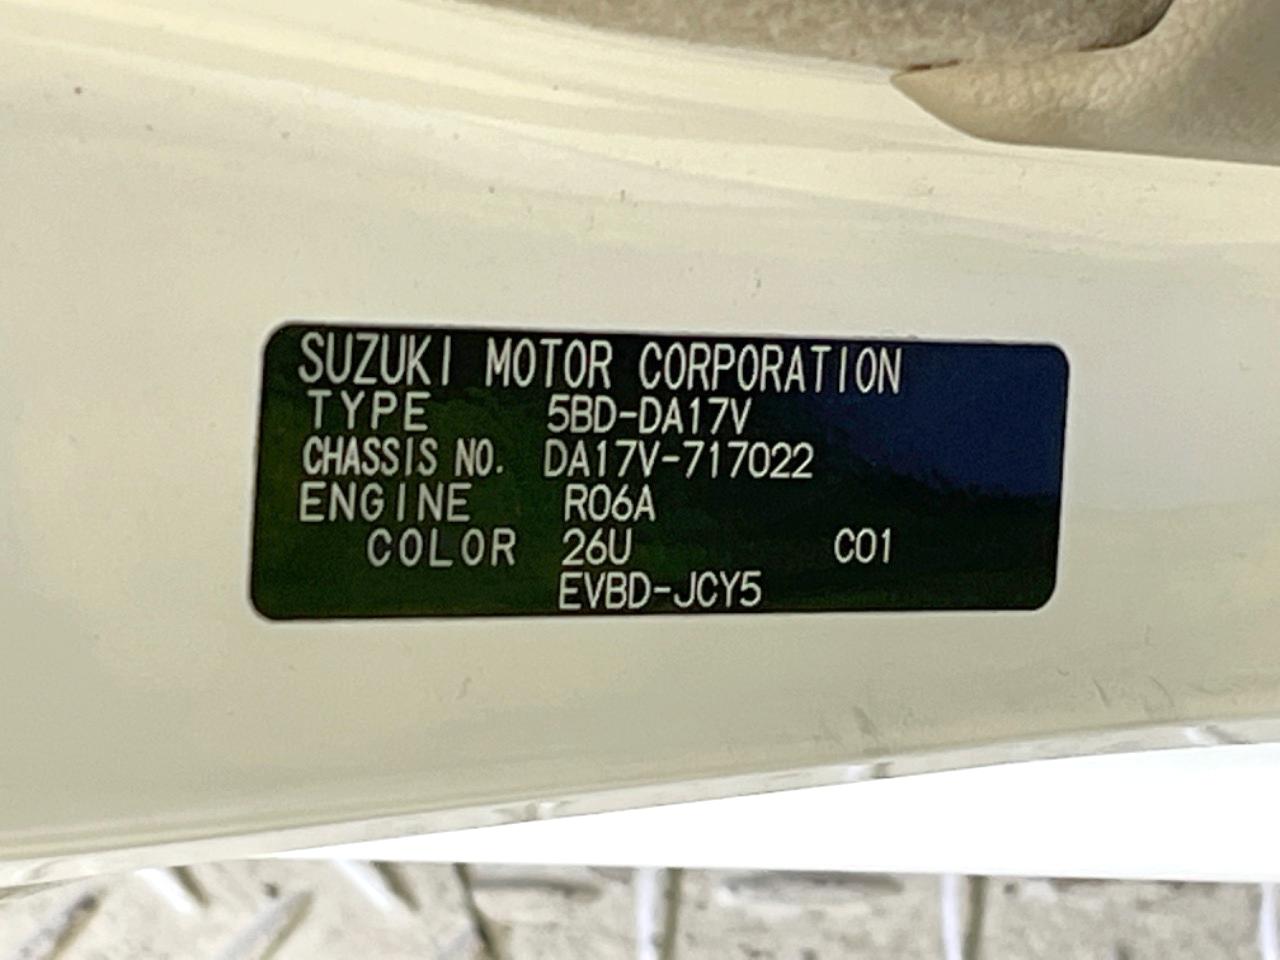 SUZUKI MOTOR CORPORATION
TYPE 5BD-DA17V
CHASSIS NO. DA17V-717022
ENGINE R06A
COLOR 26U C01
EVBD-JCY5